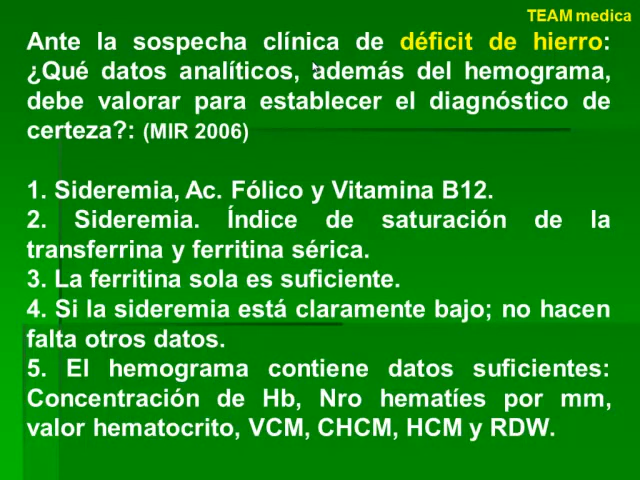 TEAM medica
Ante la sospecha clínica de déficit de hierro:
¿Qué datos analíticos, además del hemograma,
debe valorar para establecer el diagnóstico de
certeza?: (MIR 2006)
1. Sideremia, Ac. Fólico y Vitamina B12.
2. Sideremia. Índice de saturación de la
transferrina y ferritina sérica.
3. La ferritina sola es suficiente.
4. Si la sideremia está claramente bajo; no hacen
falta otros datos.
5. El hemograma contiene datos suficientes:
Concentración de Hb, Nro hematíes por mm,
valor hematocrito, VCM, CHCM, HCM y RDW.